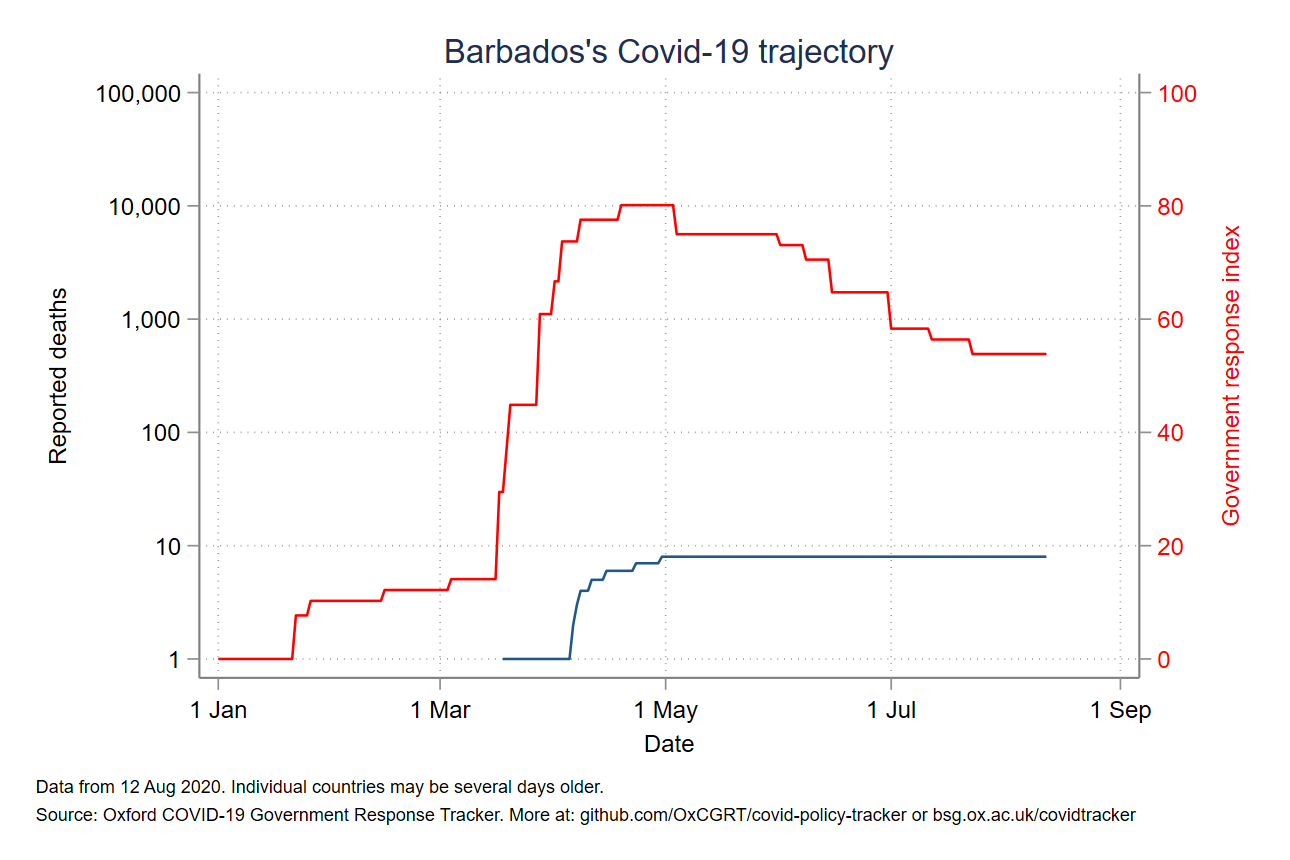 Barbados's Covid-19 trajectory
100,000
10,000
1,000
100
10
1
Reported deaths
100
80
60
40
20
0
Government response index
1 Jan 1 Mar 1 May 1 Jul 1 Sep
Date
Data from 12 Aug 2020. Individual countries may be several days older.
Source: Oxford COVID-19 Government Response Tracker. More at: github.com/OxCGRT/covid-policy-tracker or bsg.ox.ac.uk/covidtracker